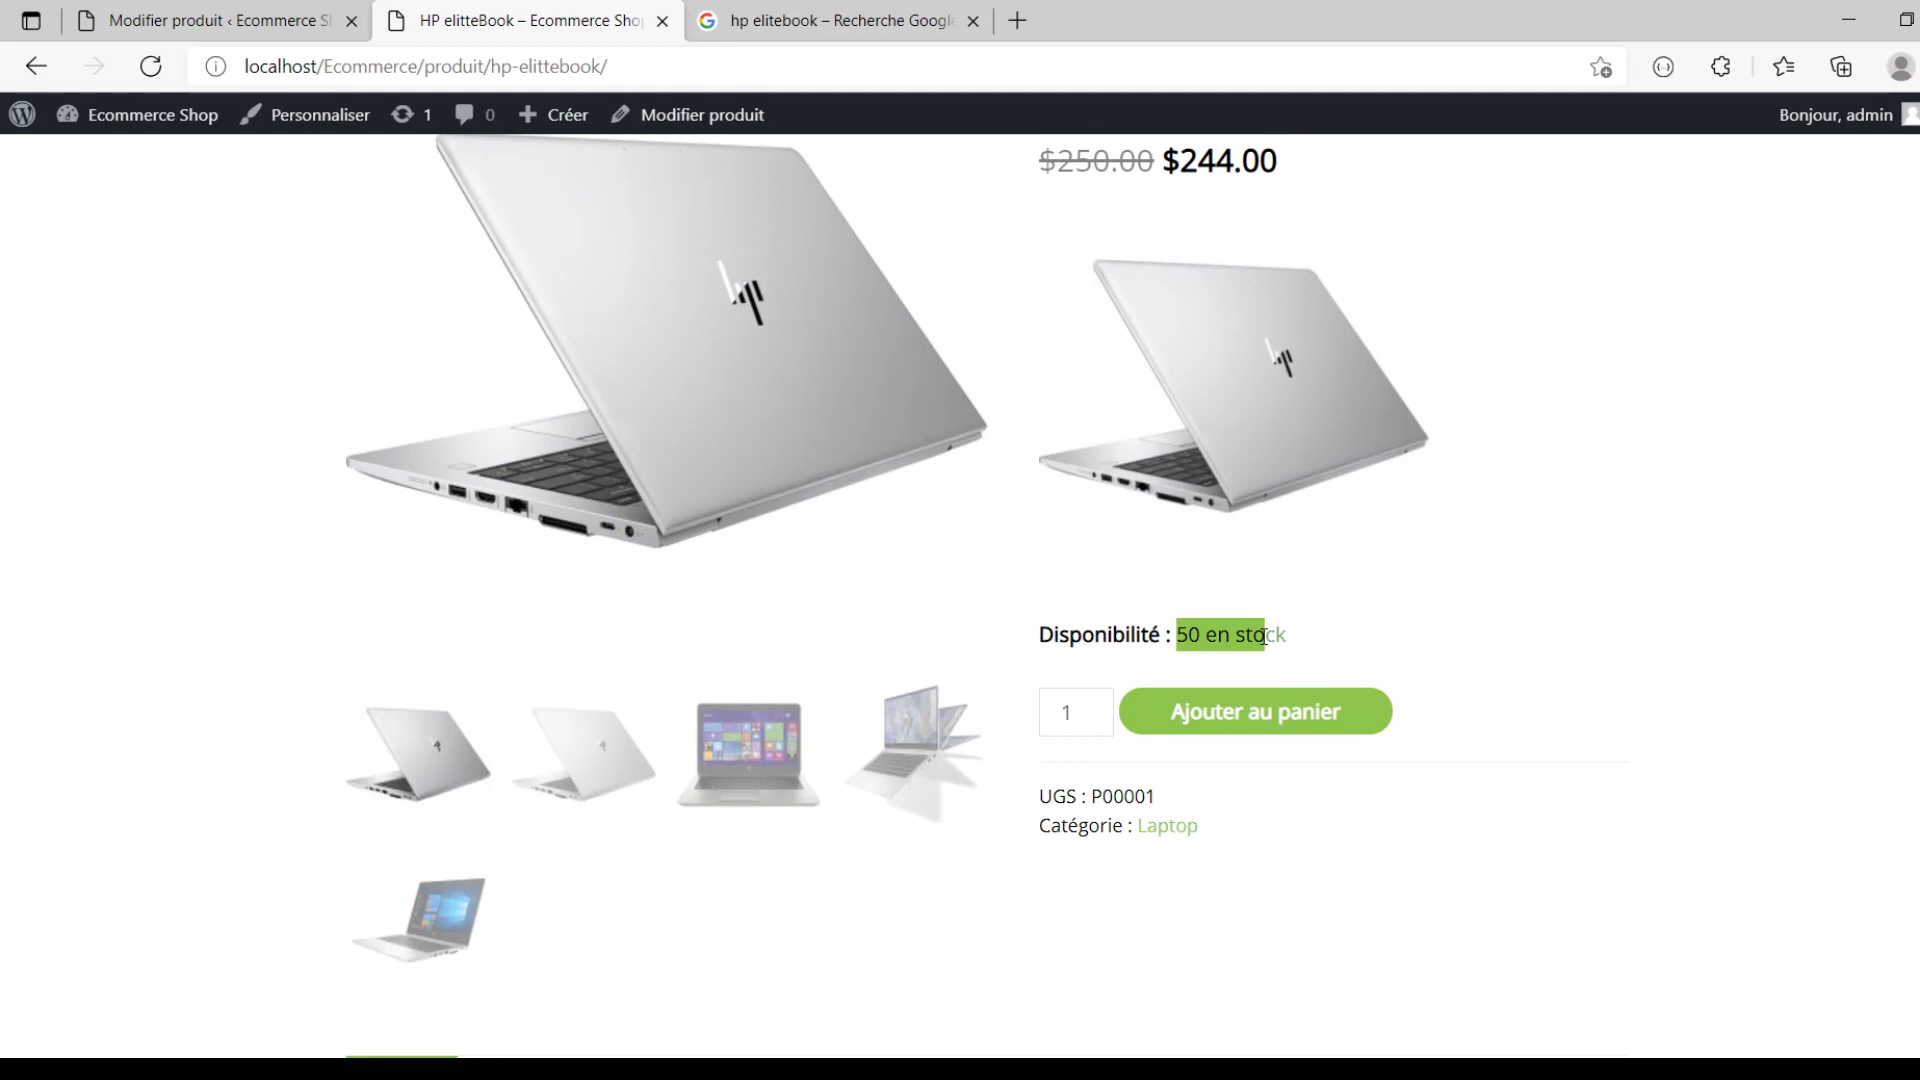 Modifier produit ‹ Ecommerce S
HP elitteBook – Ecommerce Sho
hp elitebook – Recherche Google
localhost/Ecommerce/produit/hp-elittebook/
Ecommerce Shop
Personnaliser
1
0
Créer
Modifier produit
Bonjour, admin
$250.00 $244.00
Disponibilité : 50 en stock
1
Ajouter au panier
UGS : P00001
Catégorie : Laptop